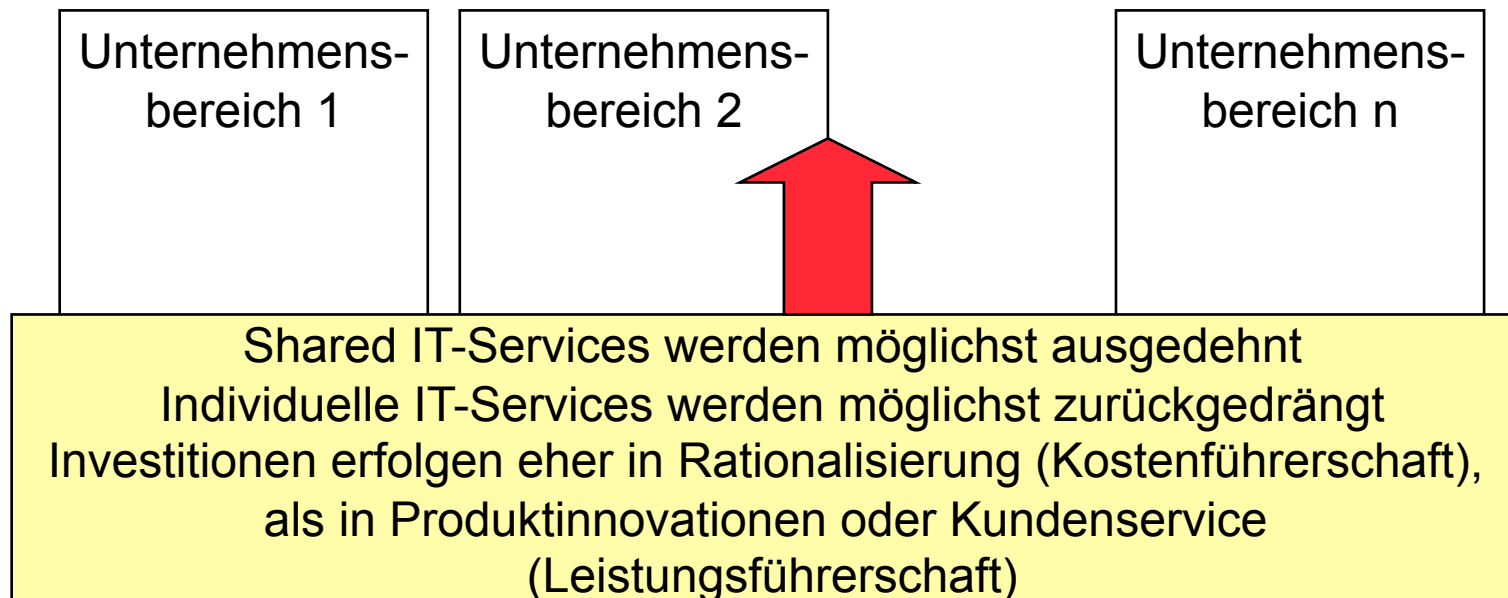 Unternehmens-
bereich 1
Unternehmens-
bereich 2
Unternehmens-
bereich n
Shared IT-Services werden möglichst ausgedehnt
Individuelle IT-Services werden möglichst zurückgedrängt
Investitionen erfolgen eher in Rationalisierung (Kostenführerschaft),
als in Produktinnovationen oder Kundenservice
(Leistungsführerschaft)